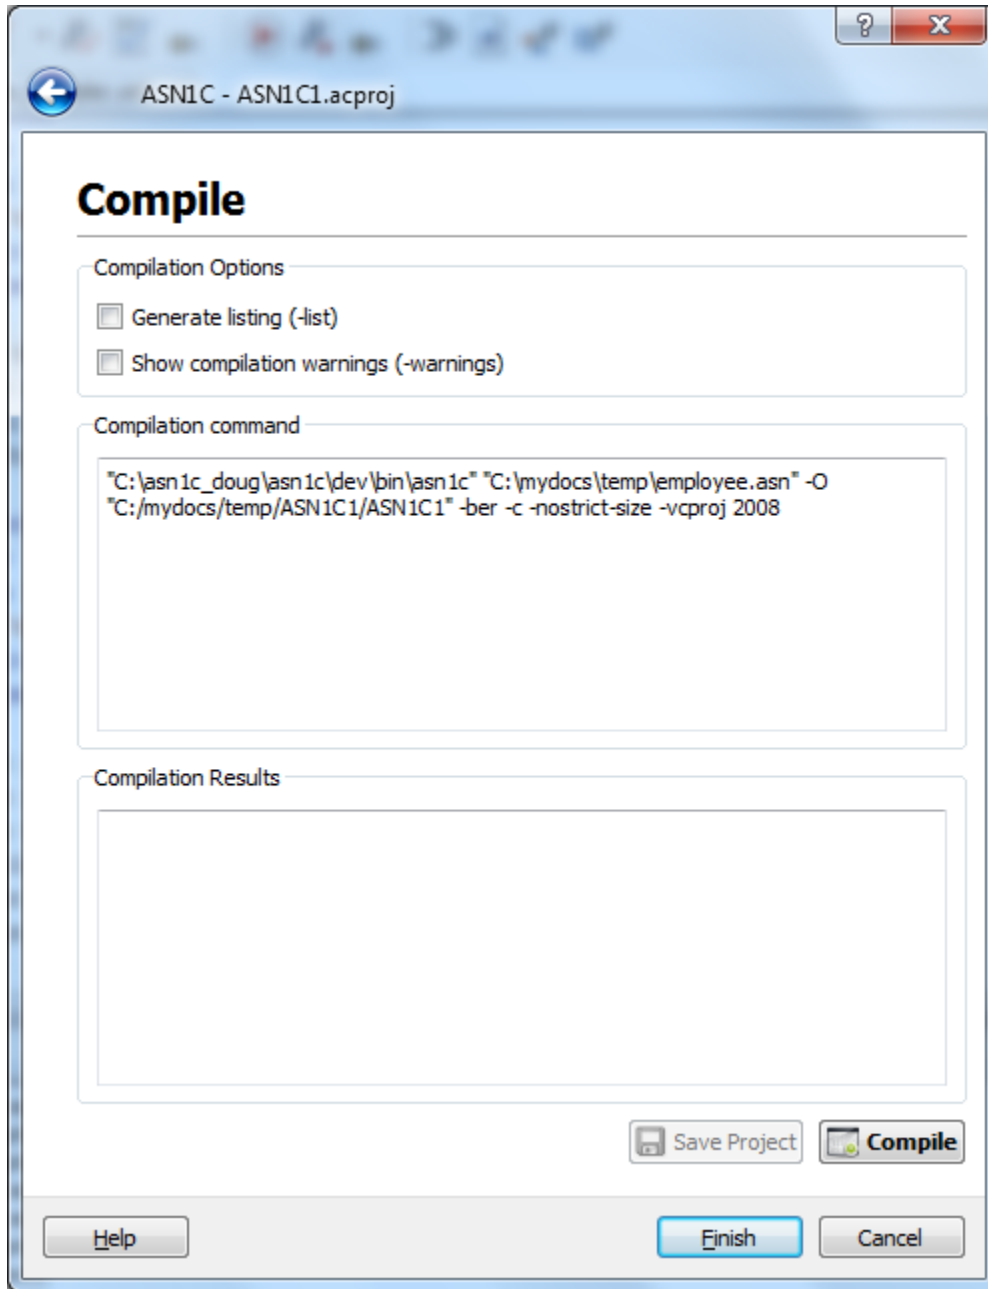 ?
x
ASN1C - ASN1C1.acproj
Compile
Compilation Options
Generate listing (-list)
Show compilation warnings (-warnings)
Compilation command
"C:\asn1c_doug\asn1c\dev\bin\asn1c" "C:\mydocs\temp\employee.asn" -O
"C:/mydocs/temp/ASN1C1/ASN1C1" -ber -c -nostrict-size -vcproj 2008
Compilation Results
Save Project
Compile
Help
Finish
Cancel